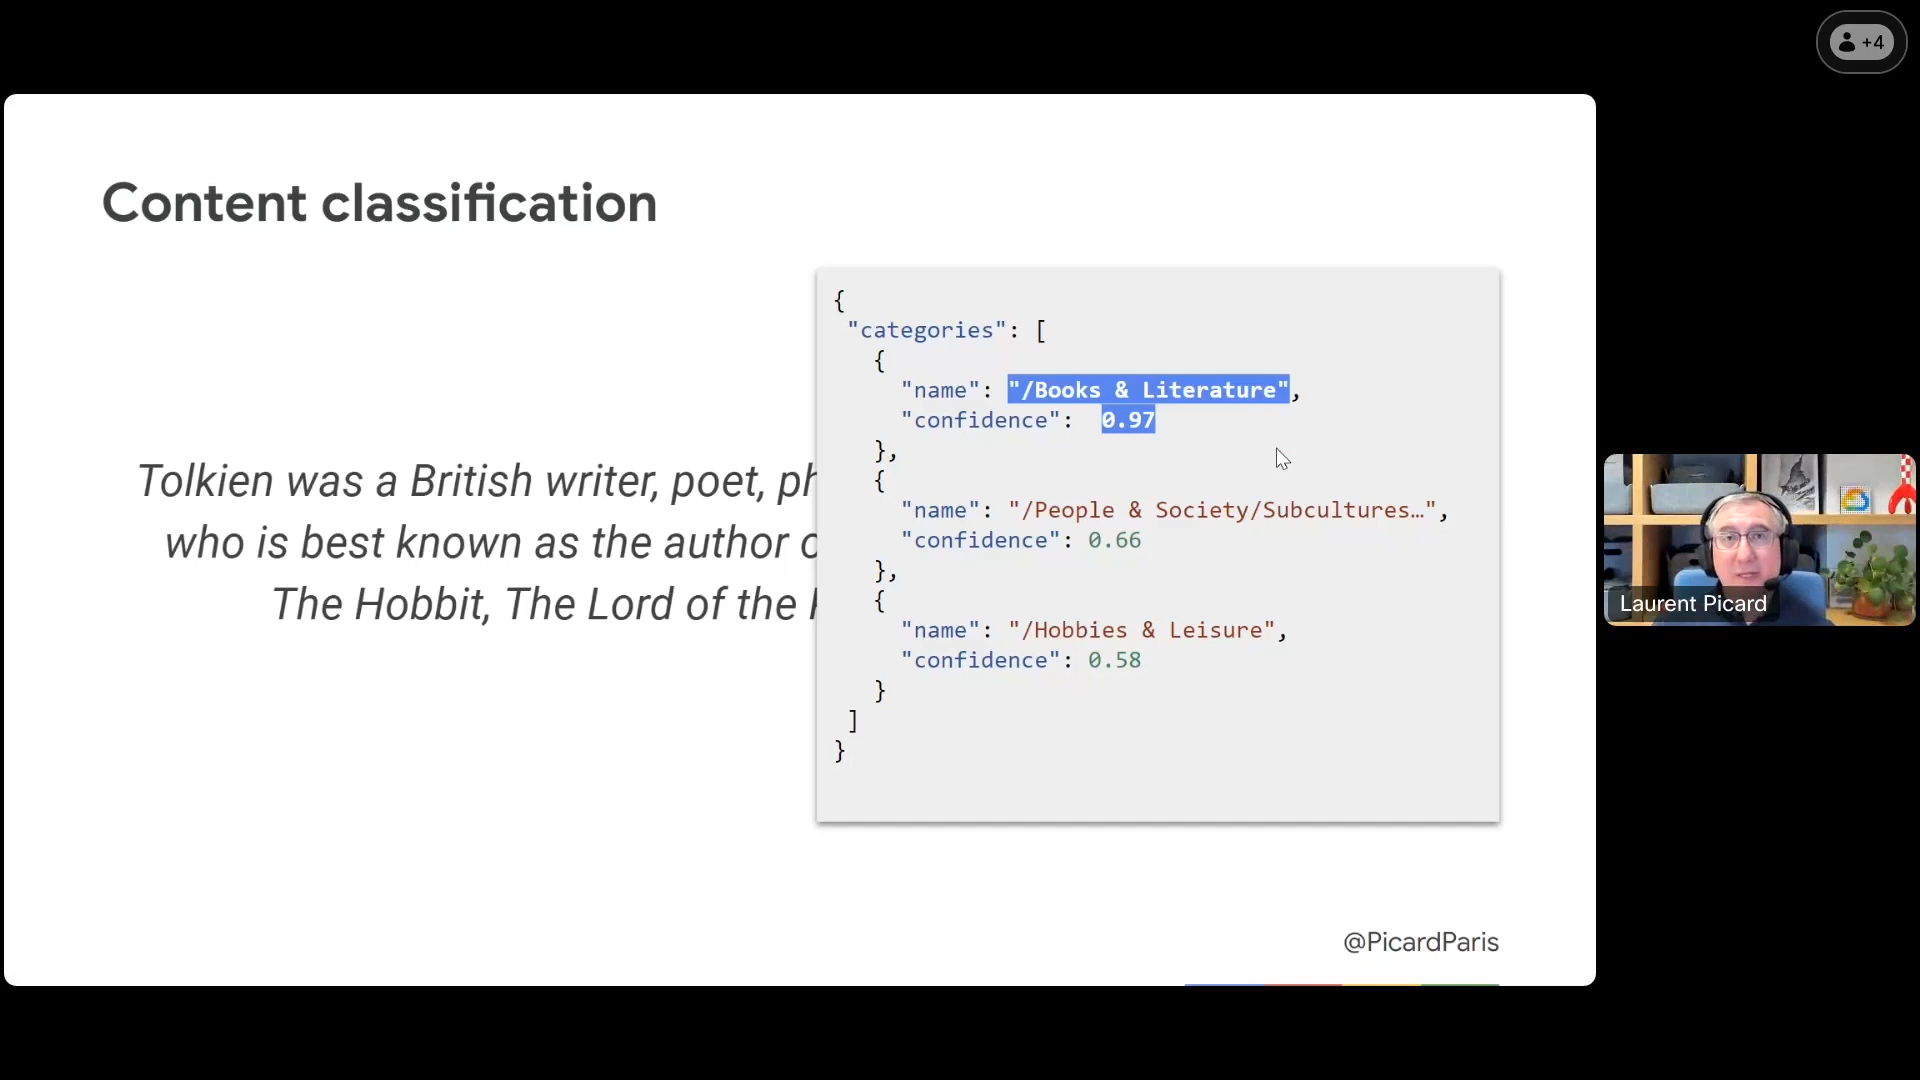 +4
Content classification
Tolkien was a British writer, poet,
who is best known as the author
The Hobbit, The Lord of the
{
"categories": [
{
"name": "/Books & Literature",
"confidence": 0.97
},
{
"name": "/People & Society/Subcultures…",
"confidence": 0.66
},
{
"name": "/Hobbies & Leisure",
"confidence": 0.58
}
]
}
@PicardParis
Laurent Picard